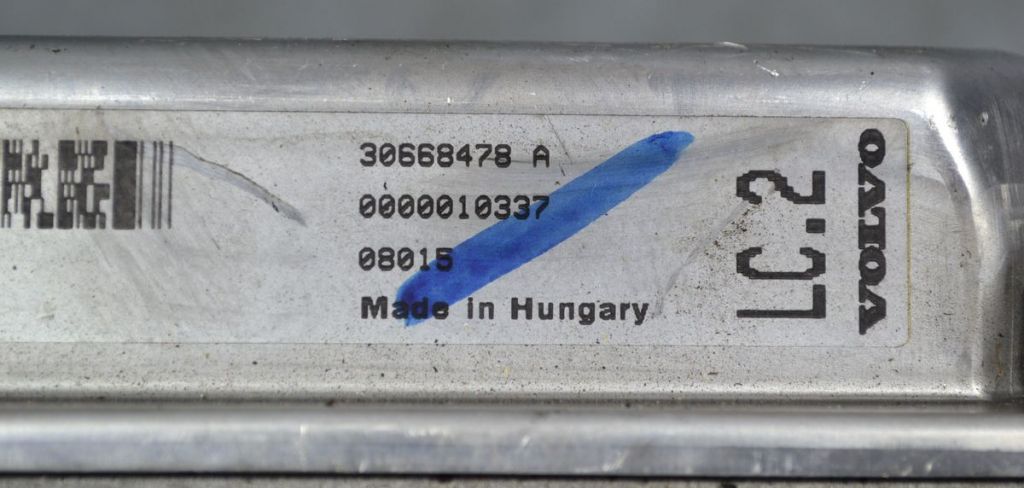 30668478 A
0000010337
08015
Made in Hungary
LC.2
VOLVO